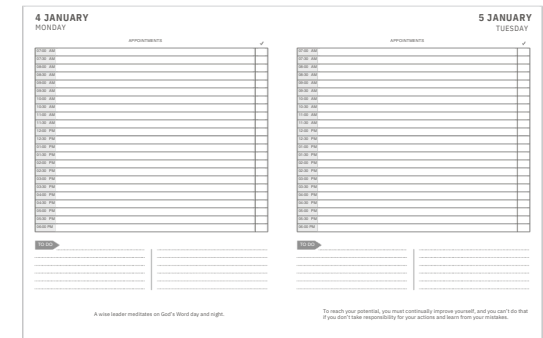 4 JANUARY
MONDAY
APPOINTMENTS
✓
07:00 AM
07:30 AM
08:00 AM
08:30 AM
09:00 AM
09:30 AM
10:00 AM
10:30 AM
11:00 AM
11:30 AM
12:00 PM
12:30 PM
01:00 PM
01:30 PM
02:00 PM
02:30 PM
03:00 PM
03:30 PM
04:00 PM
04:30 PM
05:00 PM
05:30 PM
06:00 PM
TO DO
A wise leader meditates on God's Word day and night.
5 JANUARY
TUESDAY
APPOINTMENTS
✓
07:00 AM
07:30 AM
08:00 AM
08:30 AM
09:00 AM
09:30 AM
10:00 AM
10:30 AM
11:00 AM
11:30 AM
12:00 PM
12:30 PM
01:00 PM
01:30 PM
02:00 PM
02:30 PM
03:00 PM
03:30 PM
04:00 PM
04:30 PM
05:00 PM
05:30 PM
06:00 PM
TO DO
To reach your potential, you must continually improve yourself, and you can't do that
if you don't take responsibility for your actions and learn from your mistakes.